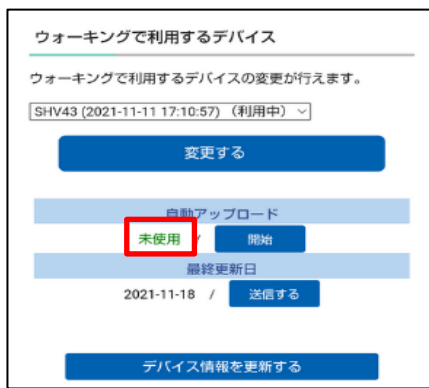 ウォーキングで利用するデバイス
ウォーキングで利用するデバイスの変更が行えます。
SHV43 (2021-11-11 17:10:57) （利用中）
変更する
自動アップロード
未使用 / 開始
最終更新日
2021-11-18 / 送信する
デバイス情報を更新する